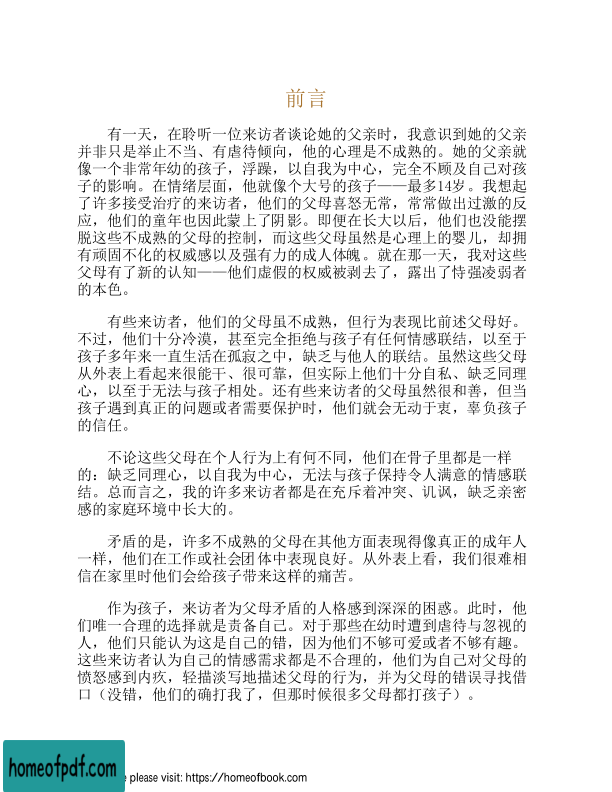 前言
有一天，在聆听一位来访者谈论她的父亲时，我意识到她的父亲
并非只是举止不当、有虐待倾向，他的心理是不成熟的。她的父亲就
像一个非常年幼的孩子，浮躁，以自我为中心，完全不顾及自己对孩
子的影响。在情绪层面，他就像个大号的孩子——最多14岁。我想起
了许多接受治疗的来访者，他们的父母喜怒无常，常常做出过激的反
应，他们的童年也因此蒙上了阴影。即便在长大以后，他们也没能摆
脱这些不成熟的父母的控制，而这些父母虽然是心理上的婴儿，却拥
有顽固不化的权威感以及强有力的成人体魄。就在那一天，我对这些
父母有了新的认知——他们虚假的权威被剥去了，露出了恃强凌弱者
的本色。
有些来访者，他们的父母虽不成熟，但行为表现比前述父母好。
不过，他们十分冷漠，甚至完全拒绝与孩子有任何情感联结，以至于
孩子多年来一直生活在孤寂之中，缺乏与他人的联结。虽然这些父母
从外表上看起来很能干、很可靠，但实际上他们十分自私、缺乏同理
心，以至于无法与孩子相处。还有些来访者的父母虽然很和善，但当
孩子遇到真正的问题或者需要保护时，他们就会无动于衷，辜负孩子
的信任。
不论这些父母在个人行为上有何不同，他们在骨子里都是一样
的：缺乏同理心，以自我为中心，无法与孩子保持令人满意的情感联
结。总而言之，我的许多来访者都是在充斥着冲突、讥讽，缺乏亲密
感的家庭环境中长大的。
矛盾的是，许多不成熟的父母在其他方面表现得像真正的成年人
一样，他们在工作或社会团体中表现良好。从外表上看，我们很难相
信在家里时他们会给孩子带来这样的痛苦。
作为孩子，来访者为父母矛盾的人格感到深深的困惑。此时，他
们唯一合理的选择就是责备自己。对于那些在幼时遭到虐待与忽视的
人，他们只能认为这是自己的错，因为他们不够可爱或者不够有趣。
这些来访者认为自己的情感需求都是不合理的，他们为自己对父母的
愤怒感到内疚，轻描淡写地描述父母的行为，并为父母的错误寻找借
口（没错，他们的确打我了，但那时候很多父母都打孩子）。
homeofpdf.com
e please visit: https://homeofbook.com